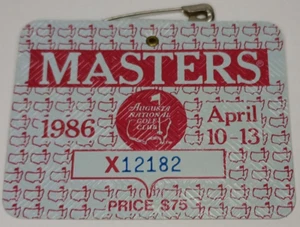 MASTERS
AUGUSTA
NATIONAL
GOLF
CLUB
1986
April
10-13
X12182
PRICE $75